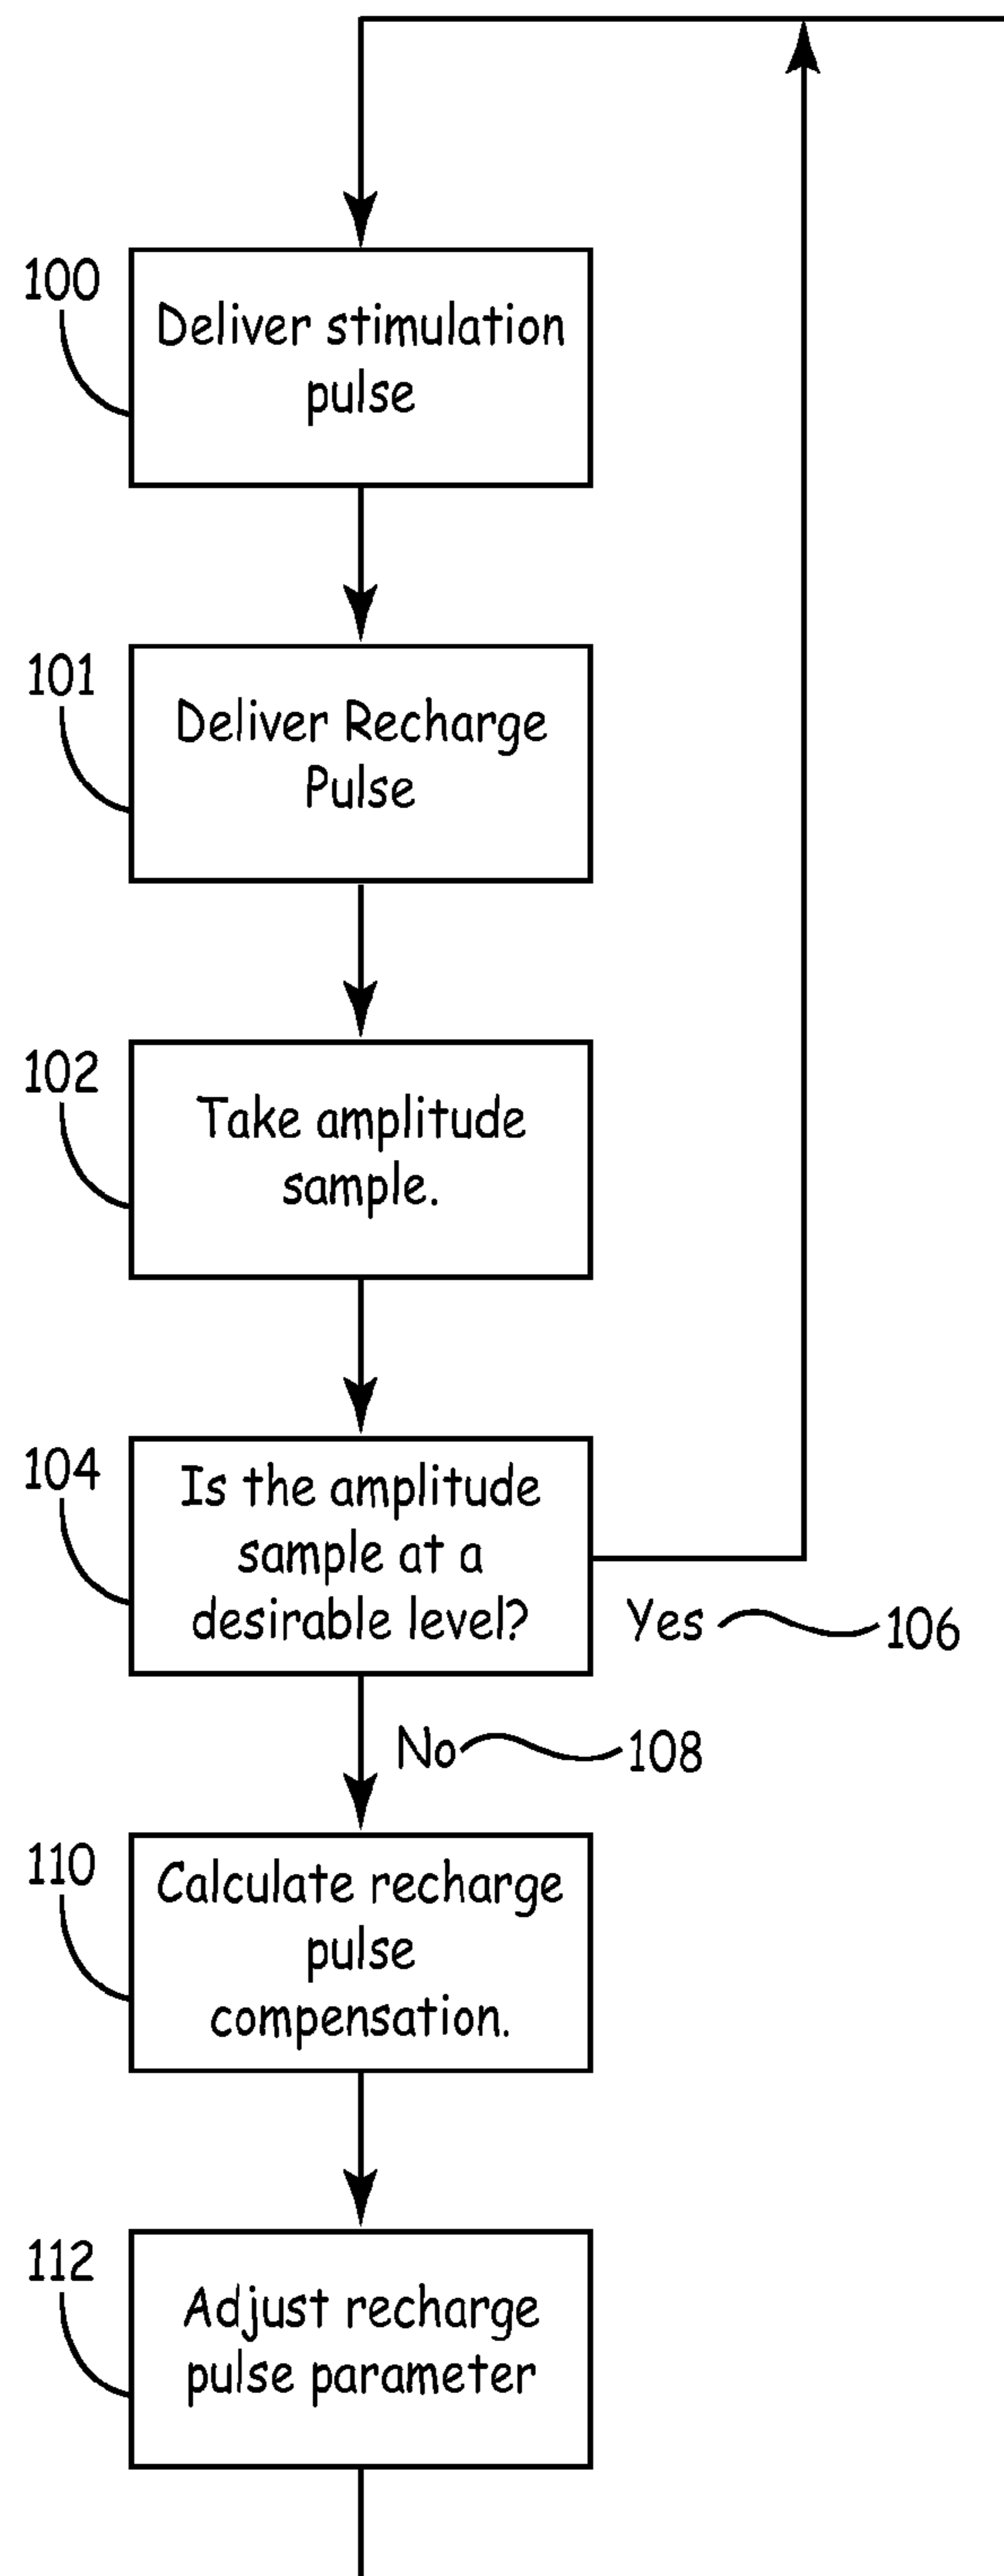 100
Deliver stimulation
pulse
101
Deliver Recharge
Pulse
102
Take amplitude
sample.
104
Is the amplitude
sample at a
desirable level?
Yes
106
No
108
110
Calculate recharge
pulse
compensation.
112
Adjust recharge
pulse parameter